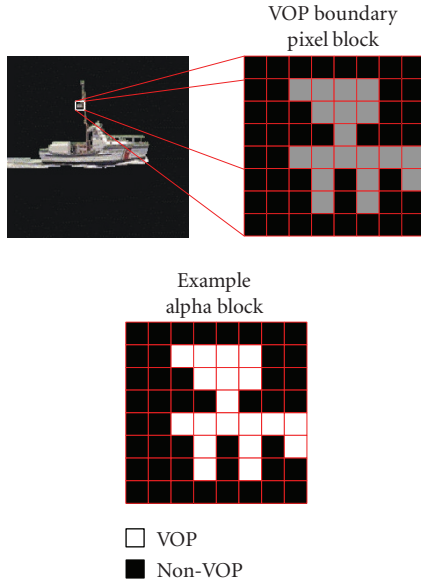 VOP boundary
pixel block
Example
alpha block
VOP
Non-VOP